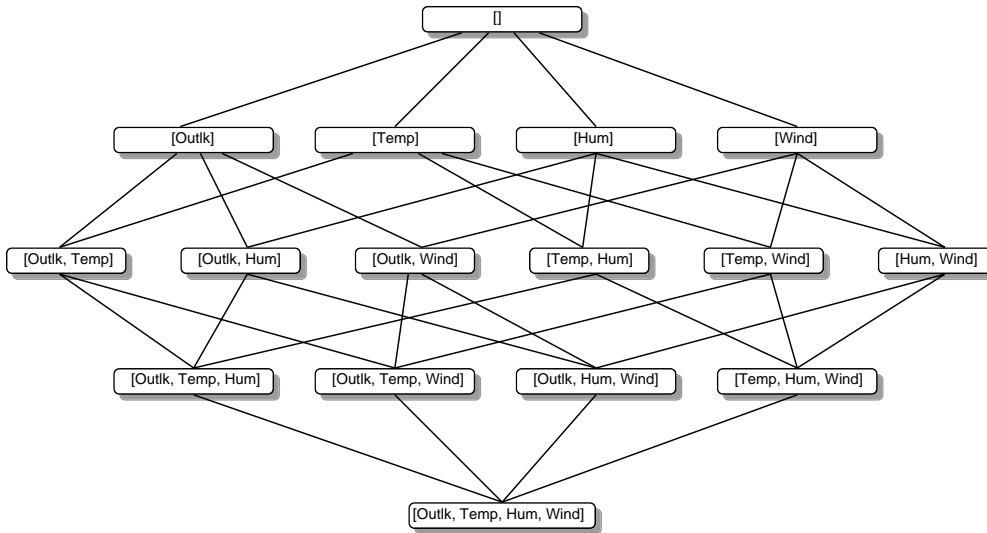 []
[Outlk]
[Temp]
[Hum]
[Wind]
[Outlk, Temp]
[Outlk, Hum]
[Outlk, Wind]
[Temp, Hum]
[Temp, Wind]
[Hum, Wind]
[Outlk, Temp, Hum]
[Outlk, Temp, Wind]
[Outlk, Hum, Wind]
[Temp, Hum, Wind]
[Outlk, Temp, Hum, Wind]